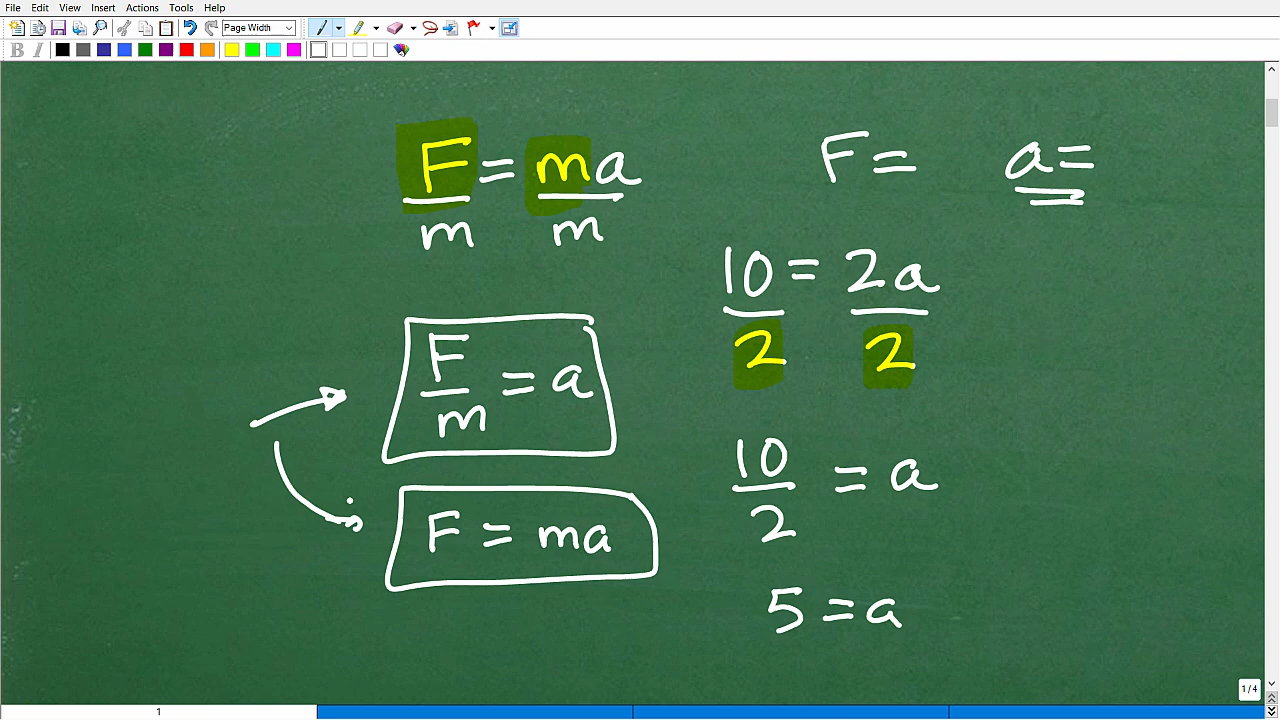 File Edit View Insert Actions Tools Help
Page Width
B I
F = ma
m m
F = a =
10 = 2a
2 2
F/m = a
10/2 = a
F = ma
5 = a
1/4
1